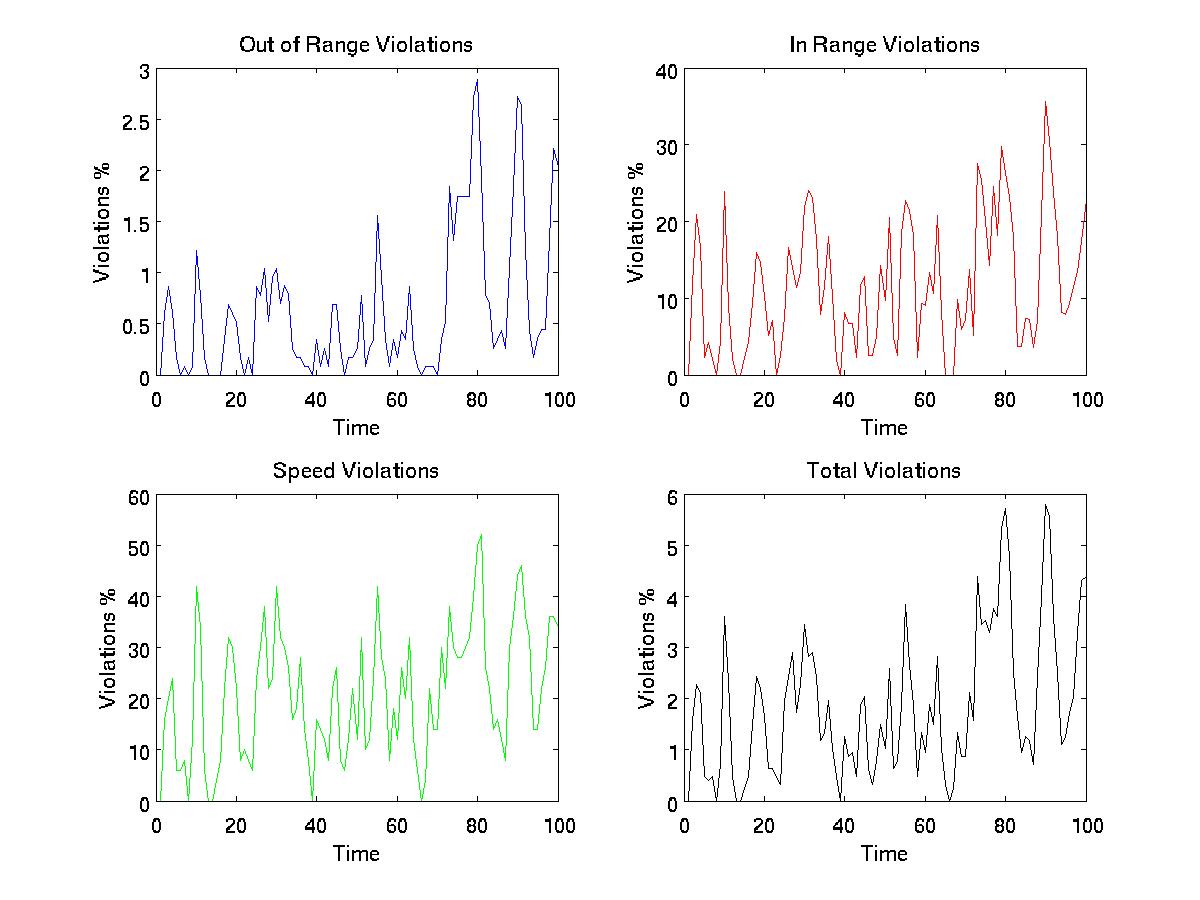 Out of Range Violations
3
2.5
2
1.5
1
0.5
0
Violations %
0 20 40 60 80 100
Time
In Range Violations
40
30
20
10
0
Violations %
0 20 40 60 80 100
Time
Speed Violations
60
50
40
30
20
10
0
Violations %
0 20 40 60 80 100
Time
Total Violations
6
5
4
3
2
1
0
Violations %
0 20 40 60 80 100
Time